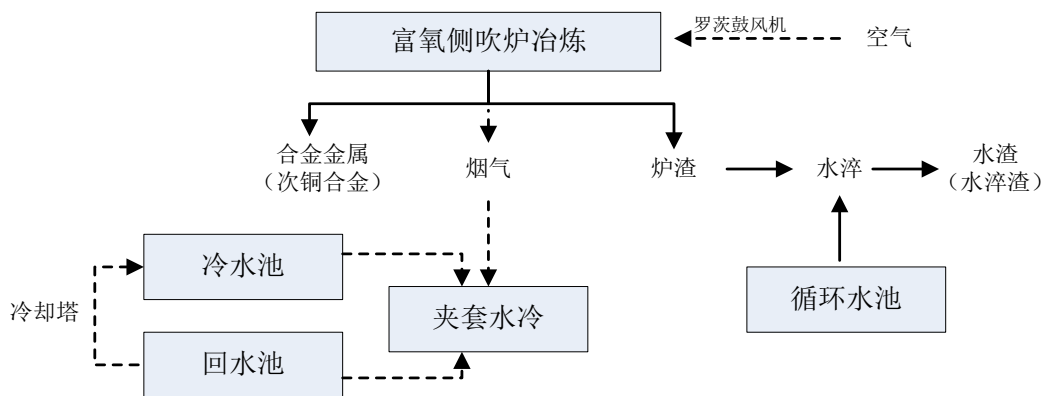 富氧侧吹炉冶炼
罗茨鼓风机
空气
合金金属
（次铜合金）
烟气
炉渣
水淬
水渣
（水淬渣）
冷水池
冷却塔
夹套水冷
循环水池
回水池